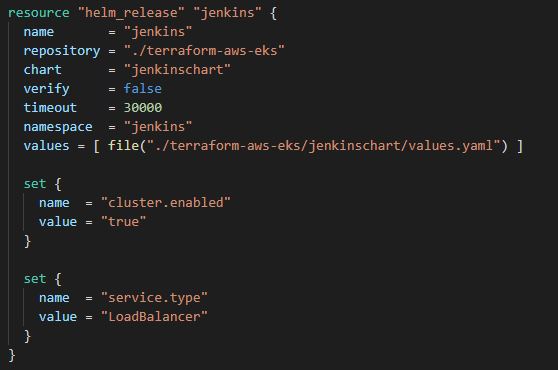 resource "helm_release" "jenkins" {
  name       = "jenkins"
  repository = "./terraform-aws-eks"
  chart      = "jenkinschart"
  verify     = false
  timeout    = 30000
  namespace  = "jenkins"
  values = [ file("./terraform-aws-eks/jenkinschart/values.yaml") ]

  set {
    name  = "cluster.enabled"
    value = "true"
  }

  set {
    name  = "service.type"
    value = "LoadBalancer"
  }
}